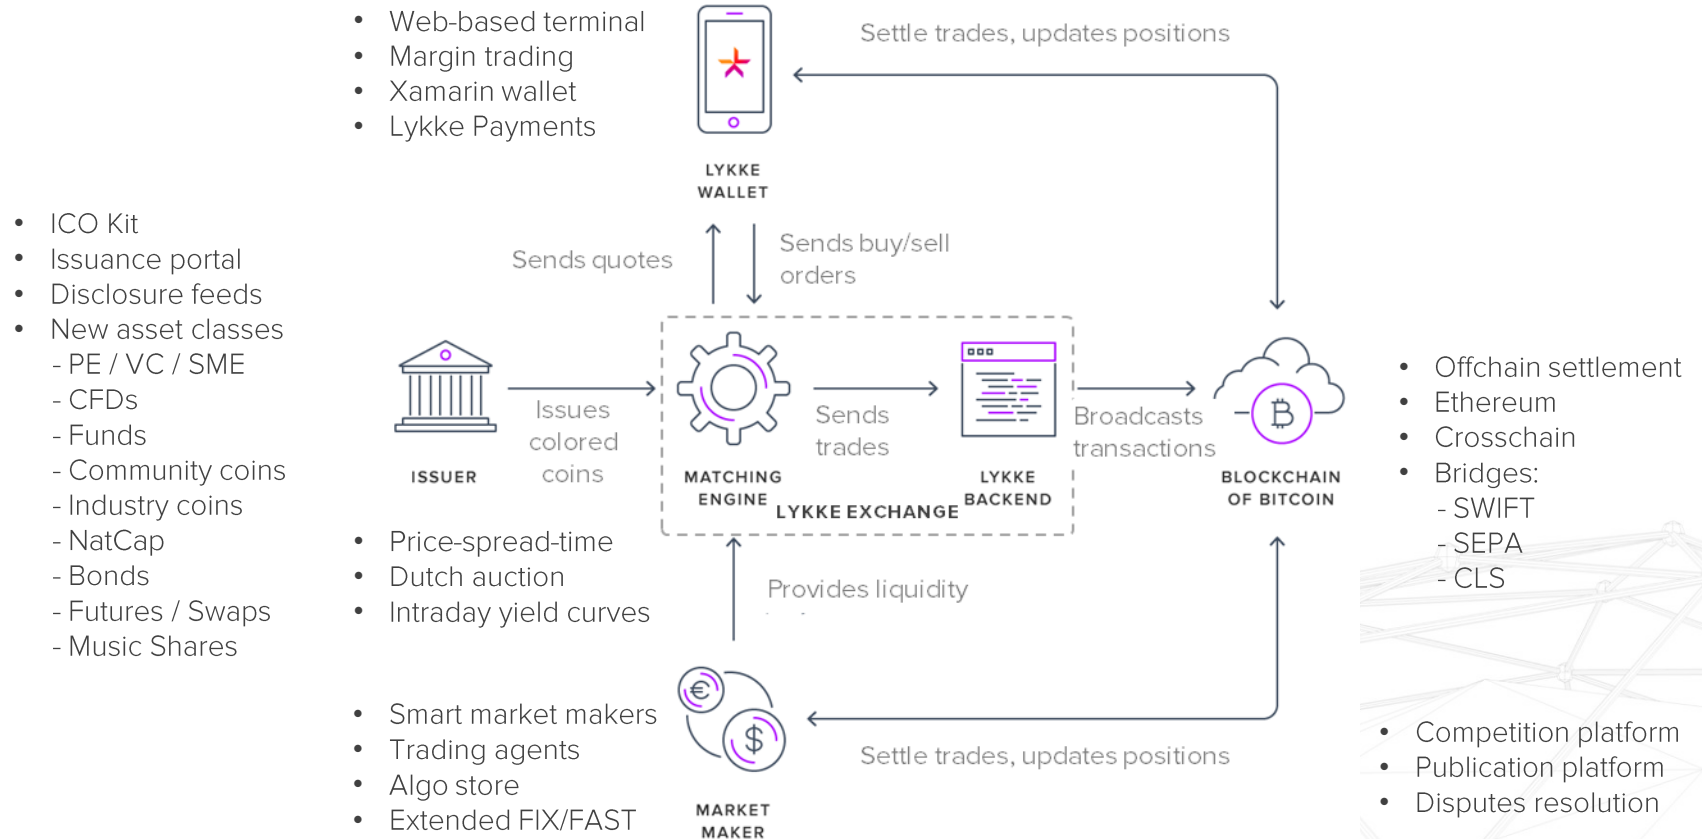 • Web-based terminal
• Margin trading
• Xamarin wallet
• Lykke Payments
LYKKE
WALLET
Settle trades, updates positions
• ICO Kit
• Issuance portal
• Disclosure feeds
• New asset classes
- PE / VC / SME
- CFDs
- Funds
- Community coins
- Industry coins
- NatCap
- Bonds
- Futures / Swaps
- Music Shares
Sends quotes
Sends buy/sell
orders
ISSUER
Issues
colored
coins
MATCHING
ENGINE
Sends
trades
LYKKE
BACKEND
LYKKE EXCHANGE
Broadcasts
transactions
BLOCKCHAIN
OF BITCOIN
• Offchain settlement
• Ethereum
• Crosschain
• Bridges:
- SWIFT
- SEPA
- CLS
• Price-spread-time
• Dutch auction
• Intraday yield curves
Provides liquidity
• Smart market makers
• Trading agents
• Algo store
• Extended FIX/FAST
€
$
MARKET
MAKER
Settle trades, updates positions
• Competition platform
• Publication platform
• Disputes resolution